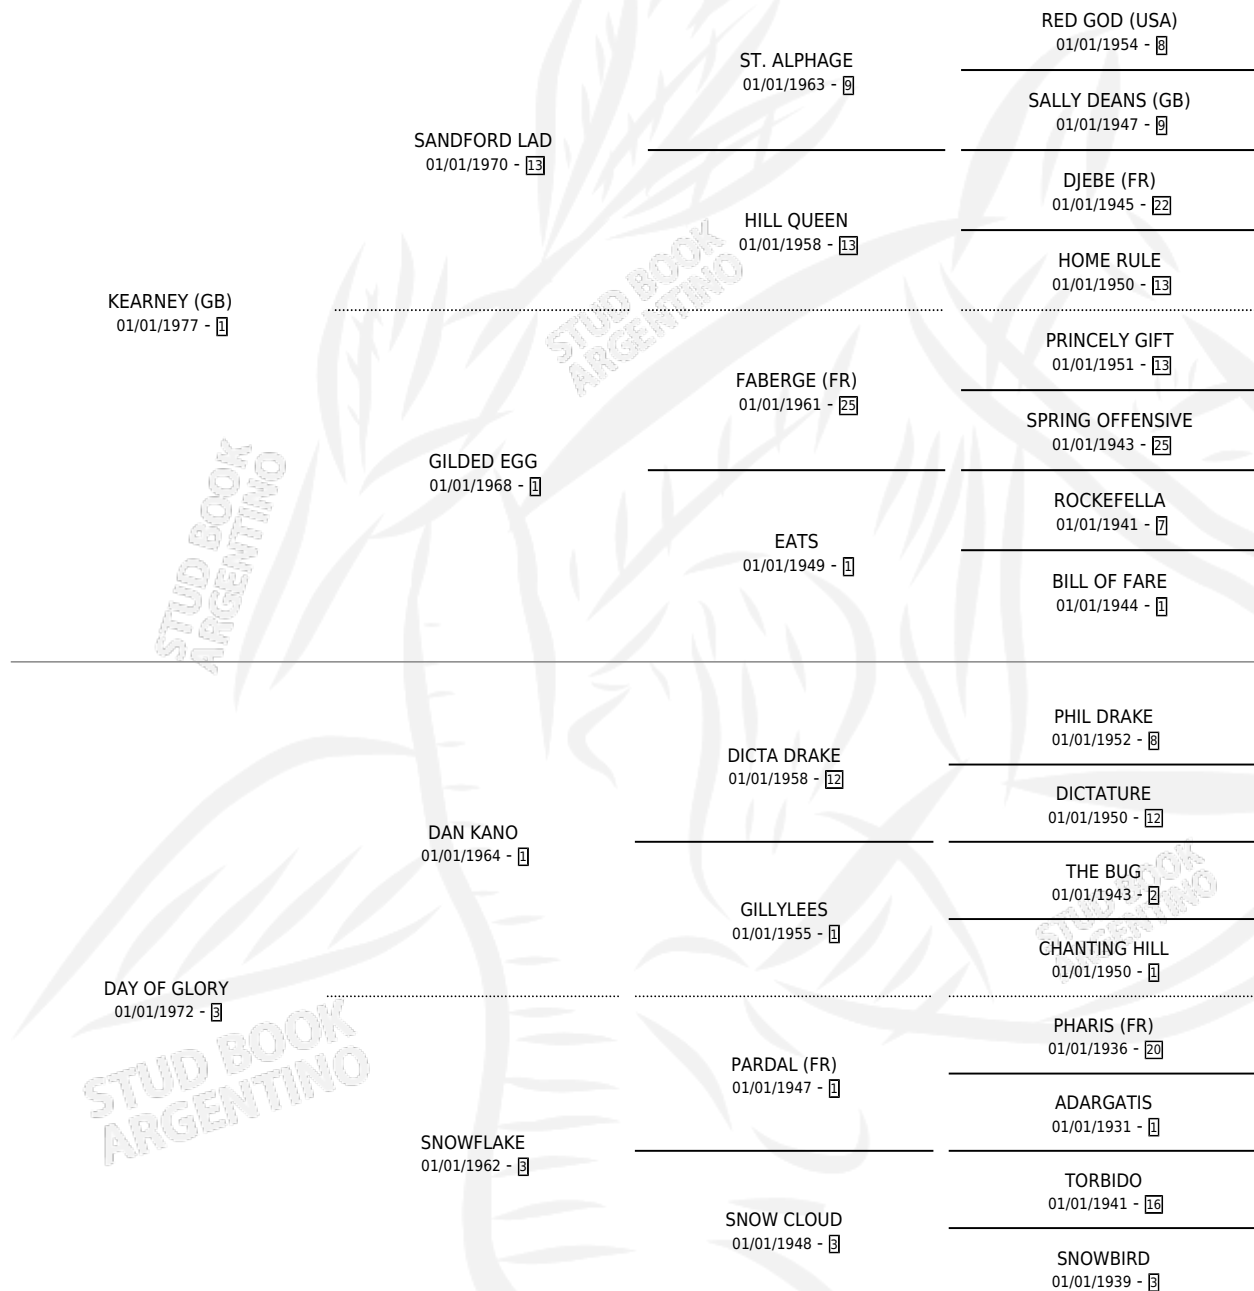 RED GOD (USA)
01/01/1954 - 8
ST. ALPHAGE
01/01/1963 - 9
SALLY DEANS (GB)
01/01/1947 - 9
SANDFORD LAD
01/01/1970 - 13
DJEBE (FR)
01/01/1945 - 22
HILL QUEEN
01/01/1958 - 13
HOME RULE
01/01/1950 - 13
KEARNEY (GB)
01/01/1977 - 1
STUD BOOK
ARGENTINO
PRINCELY GIFT
01/01/1951 - 13
FABERGE (FR)
01/01/1961 - 25
SPRING OFFENSIVE
01/01/1943 - 25
GILDED EGG
01/01/1968 - 1
ROCKEFELLA
01/01/1941 - 7
EATS
01/01/1949 - 1
BILL OF FARE
01/01/1944 - 1
STUD BOOK
ARGENTINO
PHIL DRAKE
01/01/1952 - 8
DICTA DRAKE
01/01/1958 - 12
DICTATURE
01/01/1950 - 12
DAN KANO
01/01/1964 - 1
THE BUG
01/01/1943 - 2
GILLYLEES
01/01/1955 - 1
STUD BOOK
ARGENTINO
CHANTING HILL
01/01/1950 - 1
DAY OF GLORY
01/01/1972 - 3
STUD BOOK
ARGENTINO
PHARIS (FR)
01/01/1936 - 20
PARDAL (FR)
01/01/1947 - 1
ADARGATIS
01/01/1931 - 1
SNOWFLAKE
01/01/1962 - 3
TORBIDO
01/01/1941 - 16
SNOW CLOUD
01/01/1948 - 3
SNOWBIRD
01/01/1939 - 3